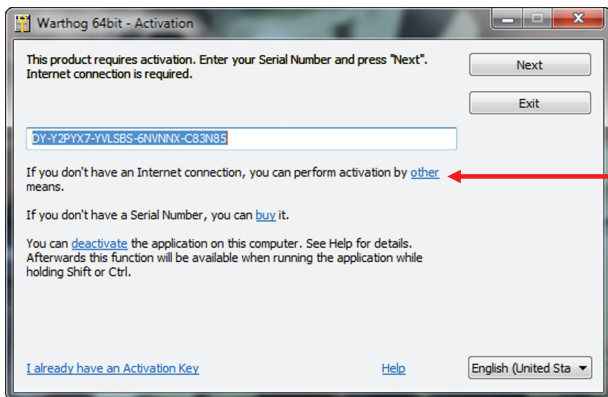 Warthog 64bit - Activation
This product requires activation. Enter your Serial Number and press "Next".
Internet connection is required.
Next
Exit
DY-Y2PYX7-YVLSBS-6NVNNX-C83N85
If you don't have an Internet connection, you can perform activation by other
means.
If you don't have a Serial Number, you can buy it.
You can deactivate the application on this computer. See Help for details.
Afterwards this function will be available when running the application while
holding Shift or Ctrl.
I already have an Activation Key
Help
English (United Sta